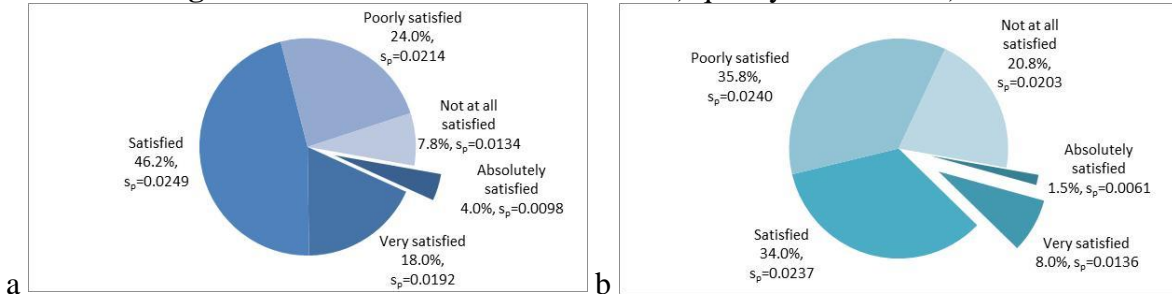 Poorly satisfied
24.0%,
sp=0.0214
Not at all
satisfied
7.8%, sp=0.0134
Absolutely
satisfied
4.0%, sp=0.0098
Very satisfied
18.0%,
sp=0.0192
Satisfied
46.2%,
sp=0.0249
a
Not at all
satisfied
20.8%,
sp=0.0203
Poorly satisfied
35.8%,
sp=0.0240
Absolutely
satisfied
1.5%, sp=0.0061
Very satisfied
8.0%, sp=0.0136
Satisfied
34.0%,
sp=0.0237
b